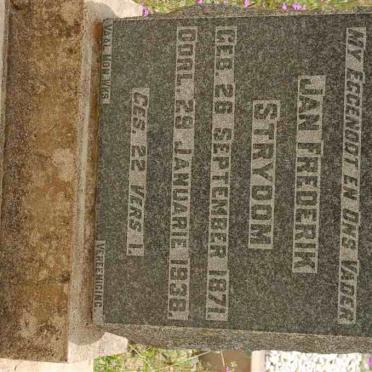 MY EGGENOOT EN ONS VADER
JAN FREDERIK
STRYDOM
GEB. 26 SEPTEMBER 1871
OORL. 29 JANUARIE 1938
GES. 22 VERS 1.
VEREENIGING.